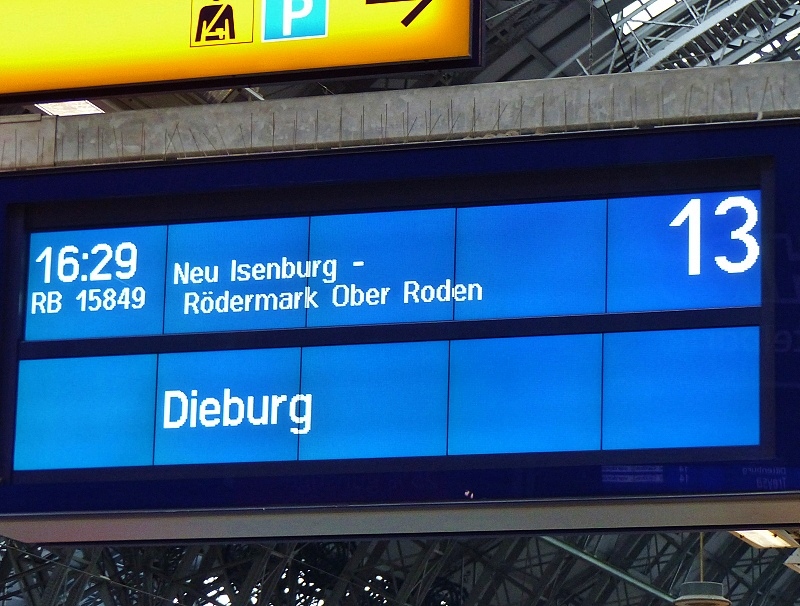 P
16:29
RB 15849
Neu Isenburg -
Rödermark Ober Roden
13
Dieburg